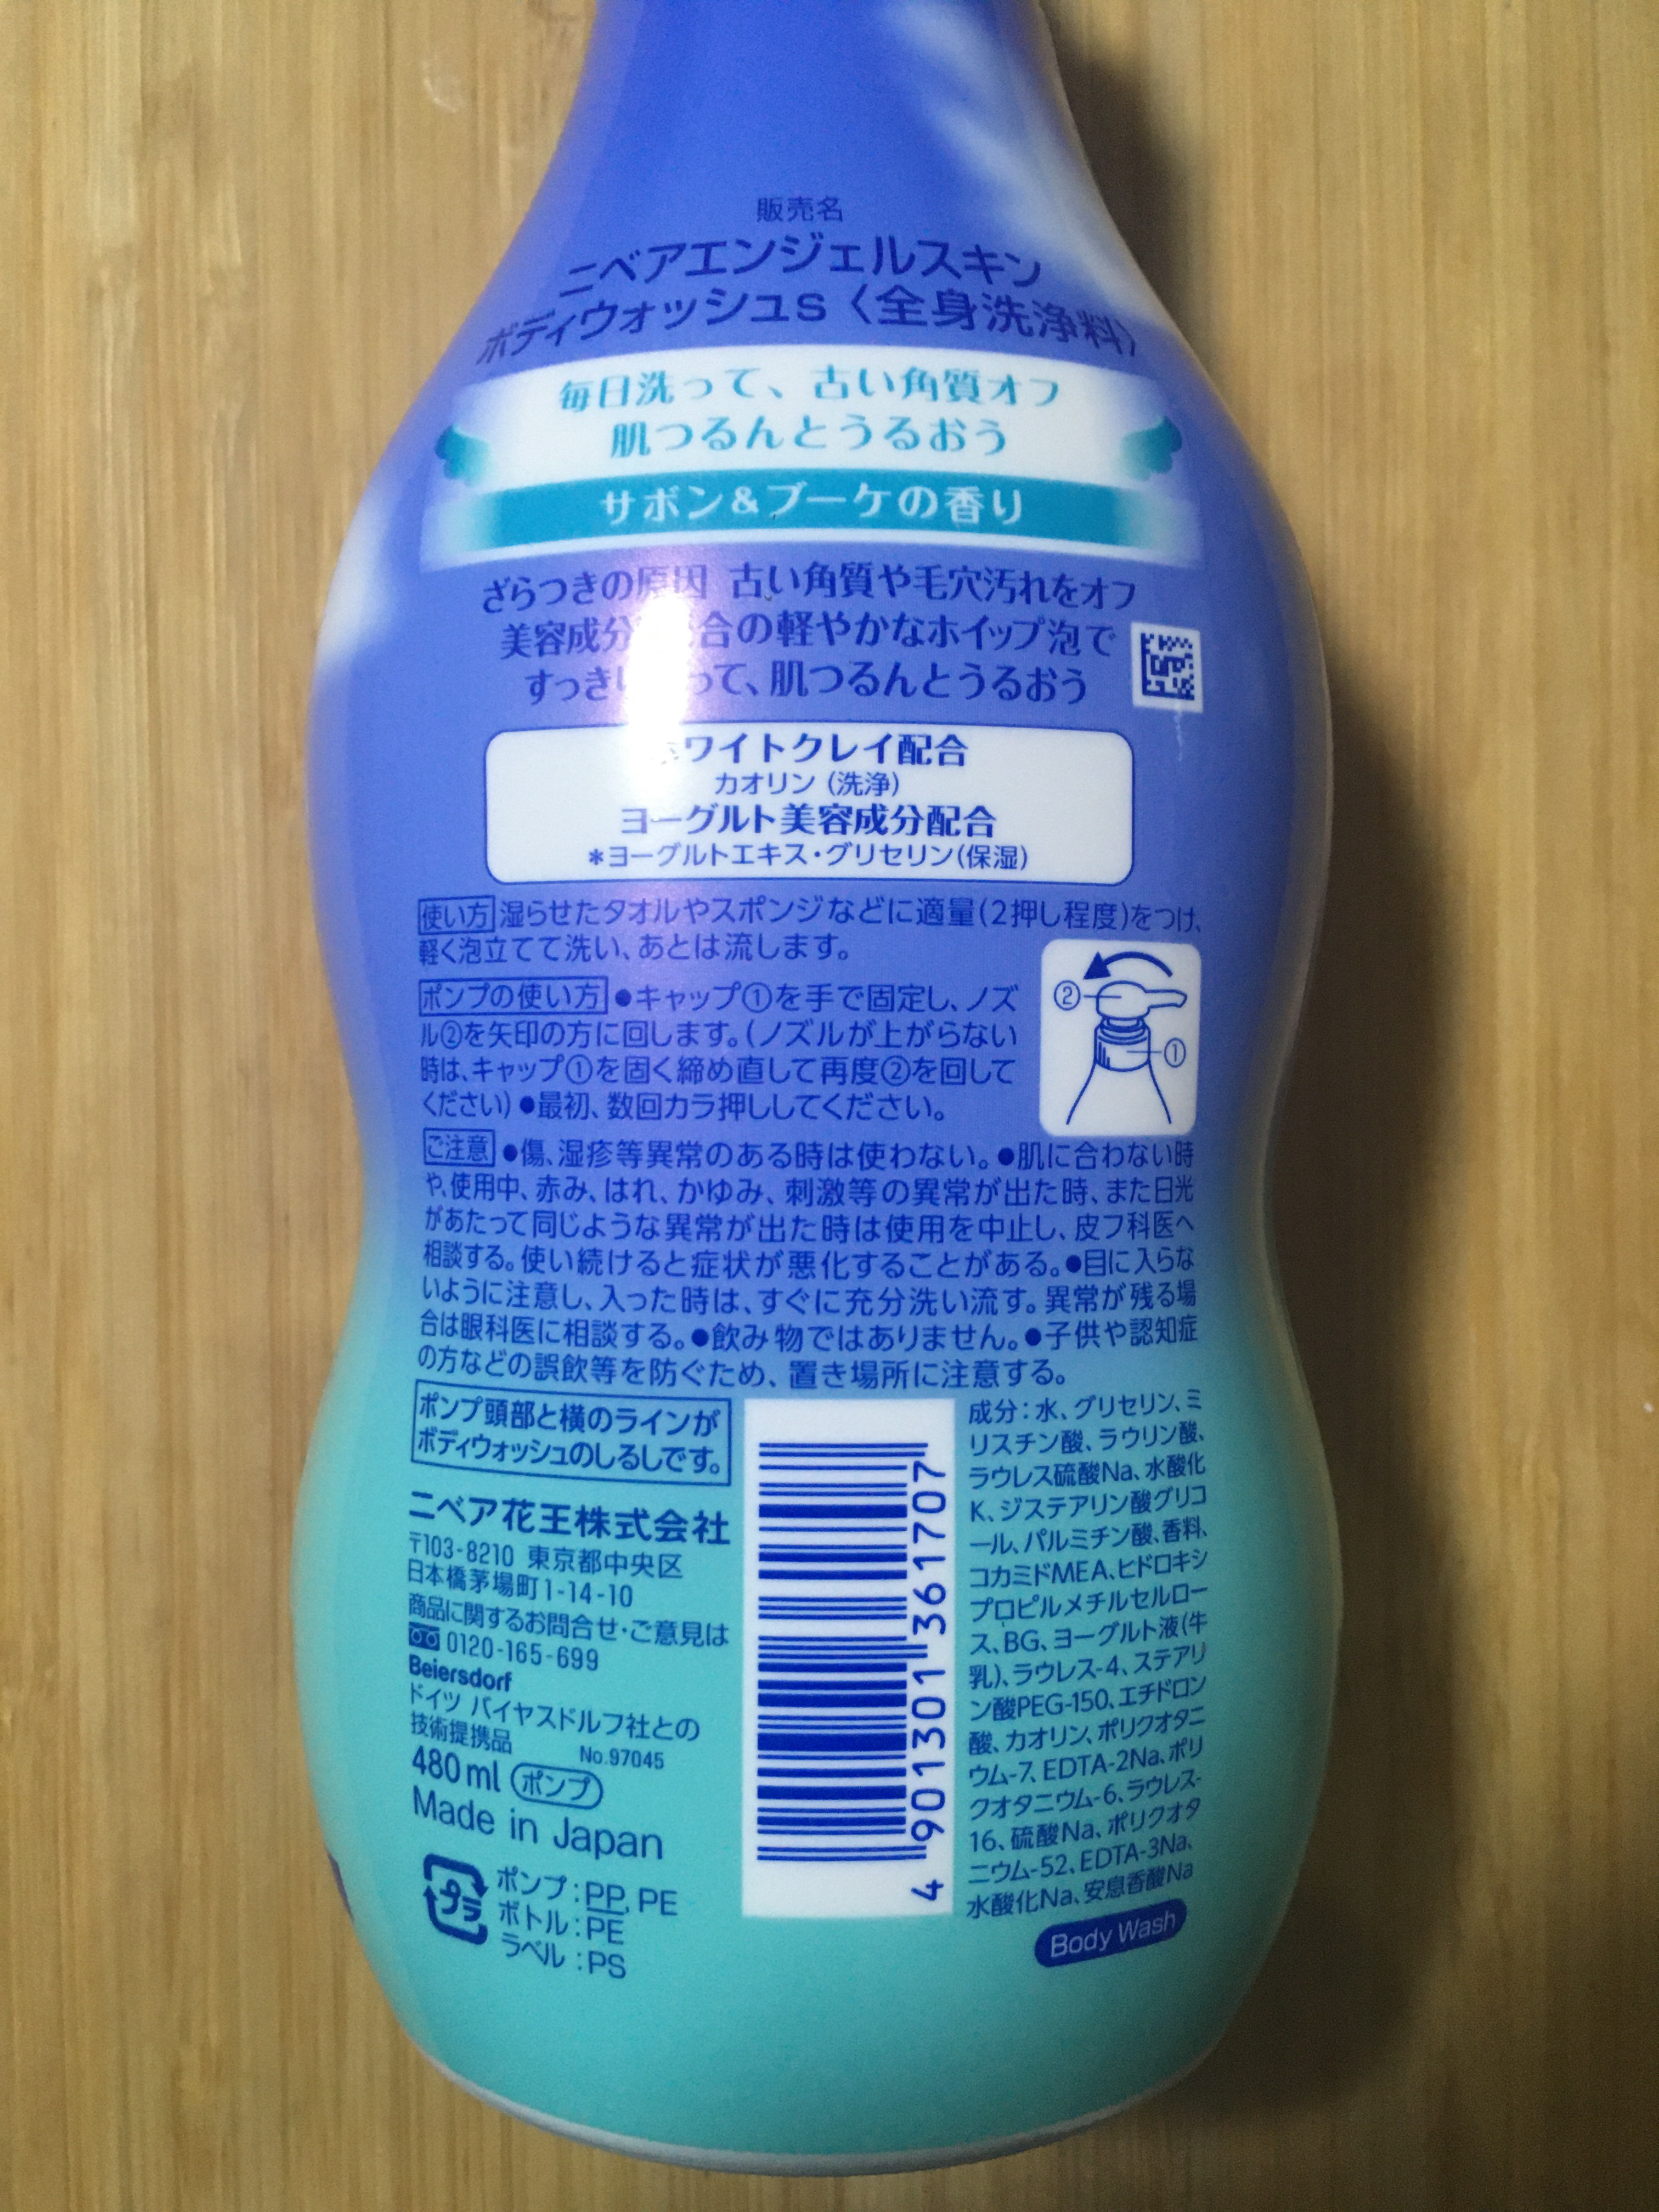 販売名
ニベアエンジェルスキン
ボディウォッシュs〈全身洗浄料〉
毎日洗って、古い角質オフ
肌つるんとうるおう
サボン&ブーケの香り
ざらつきの原因 古い角質や毛穴汚れをオフ
美容成分 合の軽やかなホイップ泡で
すっきり って、肌つるんとうるおう
ホワイトクレイ配合
カオリン(洗浄)
ヨーグルト美容成分配合
*ヨーグルトエキス・グリセリン(保湿)
使い方 湿らせたタオルやスポンジなどに適量(2押し程度)をつけ、
軽く泡立てて洗い、あとは流します。
ポンプの使い方 ●キャップ①を手で固定し、ノズ
ル②を矢印の方に回します。(ノズルが上がらない
時は、キャップ①を固く締め直して再度②を回して
ください) ●最初、数回カラ押ししてください。
②
①
ご注意 ●傷、湿疹等異常のある時は使わない。●肌に合わない時
や、使用中、赤み、はれ、かゆみ、刺激等の異常が出た時、また日光
があたって同じような異常が出た時は使用を中止し、皮フ科医へ
相談する。使い続けると症状が悪化することがある。●目に入らな
いように注意し、入った時は、すぐに充分洗い流す。異常が残る場
合は眼科医に相談する。●飲み物ではありません。●子供や認知症
の方などの誤飲等を防ぐため、置き場所に注意する。
ポンプ頭部と横のラインが
ボディウォッシュのしるしです。
ニベア花王株式会社
〒103-8210 東京都中央区
日本橋茅場町1-14-10
商品に関するお問合せ・ご意見は
0120-165-699
Beiersdorf
ドイツ バイヤスドルフ社との
技術提携品 No.97045
480ml ポンプ
Made in Japan
プラ
ポンプ:PP, PE
ボトル:PE
ラベル:PS
4 901301 361707
成分:水、グリセリン、ミ
リスチン酸、ラウリン酸、
ラウレス硫酸Na、水酸化
K、ジステアリン酸グリコ
ール、パルミチン酸、香料、
コカミドMEA、ヒドロキシ
プロピルメチルセルロー
ス、BG、ヨーグルト液(牛
乳)、ラウレス-4、ステアリ
ン酸PEG-150、エチドロン
酸、カオリン、ポリクオタニ
ウム-7、EDTA-2Na、ポリ
クオタニウム-6、ラウレス-
16、硫酸Na、ポリクオタ
ニウム-52、EDTA-3Na、
水酸化Na、安息香酸Na
Body Wash